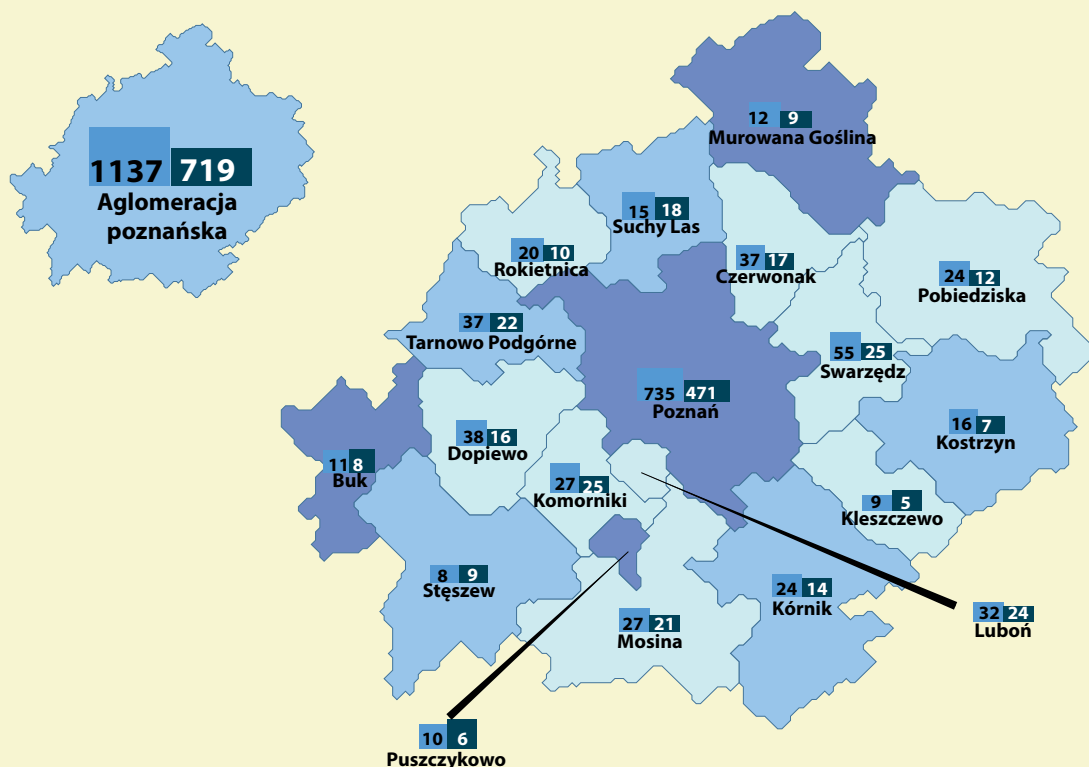 1137 719
Aglomeracja
poznańska
12 9
Murowana Goślina
15 18
Suchy Las
20 10
Rokietnica
37 17
Czerwonak
24 12
Pobiedziska
37 22
Tarnowo Podgórne
55 25
Swarzędz
735 471
Poznań
16 7
Kostrzyn
38 16
Dopiewo
11 8
Buk
27 25
Komorniki
9 5
Kleszczewo
8 9
Stęszew
24 14
Kórnik
27 21
Mosina
32 24
Luboń
10 6
Puszczykowo